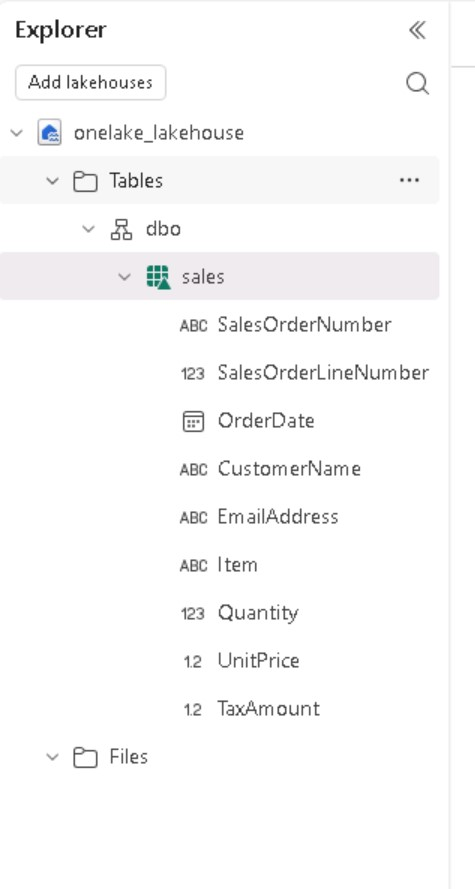 Explorer
Add lakehouses
onelake_lakehouse
Tables
dbo
sales
ABC SalesOrderNumber
123 SalesOrderLineNumber
OrderDate
ABC CustomerName
ABC EmailAddress
ABC Item
123 Quantity
1.2 UnitPrice
1.2 TaxAmount
Files